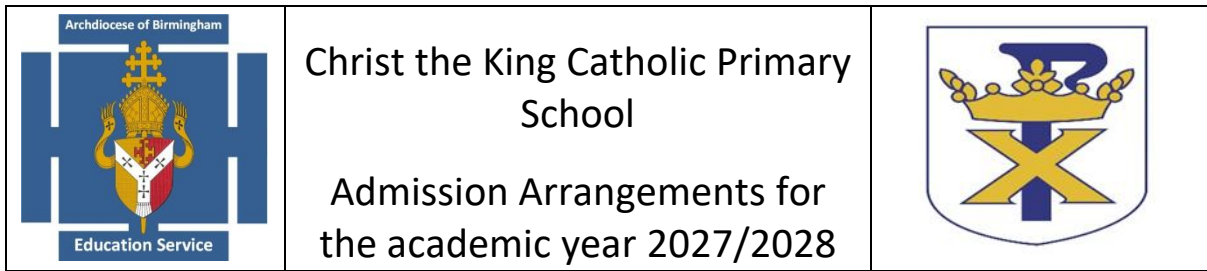 Archdiocese of Birmingham
Education Service
Christ the King Catholic Primary
School
Admission Arrangements for
the academic year 2027/2028